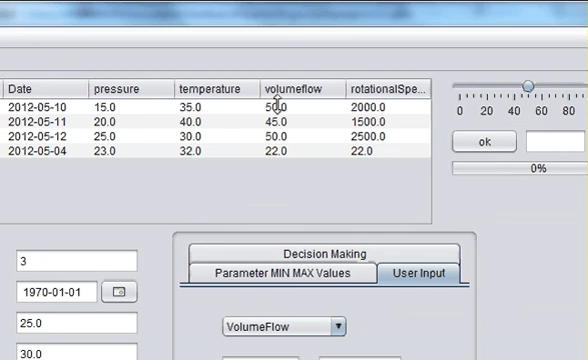 Date pressure temperature volumeflow rotationalSpe...
2012-05-10 15.0 35.0 50.0 2000.0
2012-05-11 20.0 40.0 45.0 1500.0
2012-05-12 25.0 30.0 50.0 2500.0
2012-05-04 23.0 32.0 22.0 22.0
0 20 40 60 80
ok
0%
3
1970-01-01
25.0
30.0
Decision Making
Parameter MIN MAX Values User Input
VolumeFlow